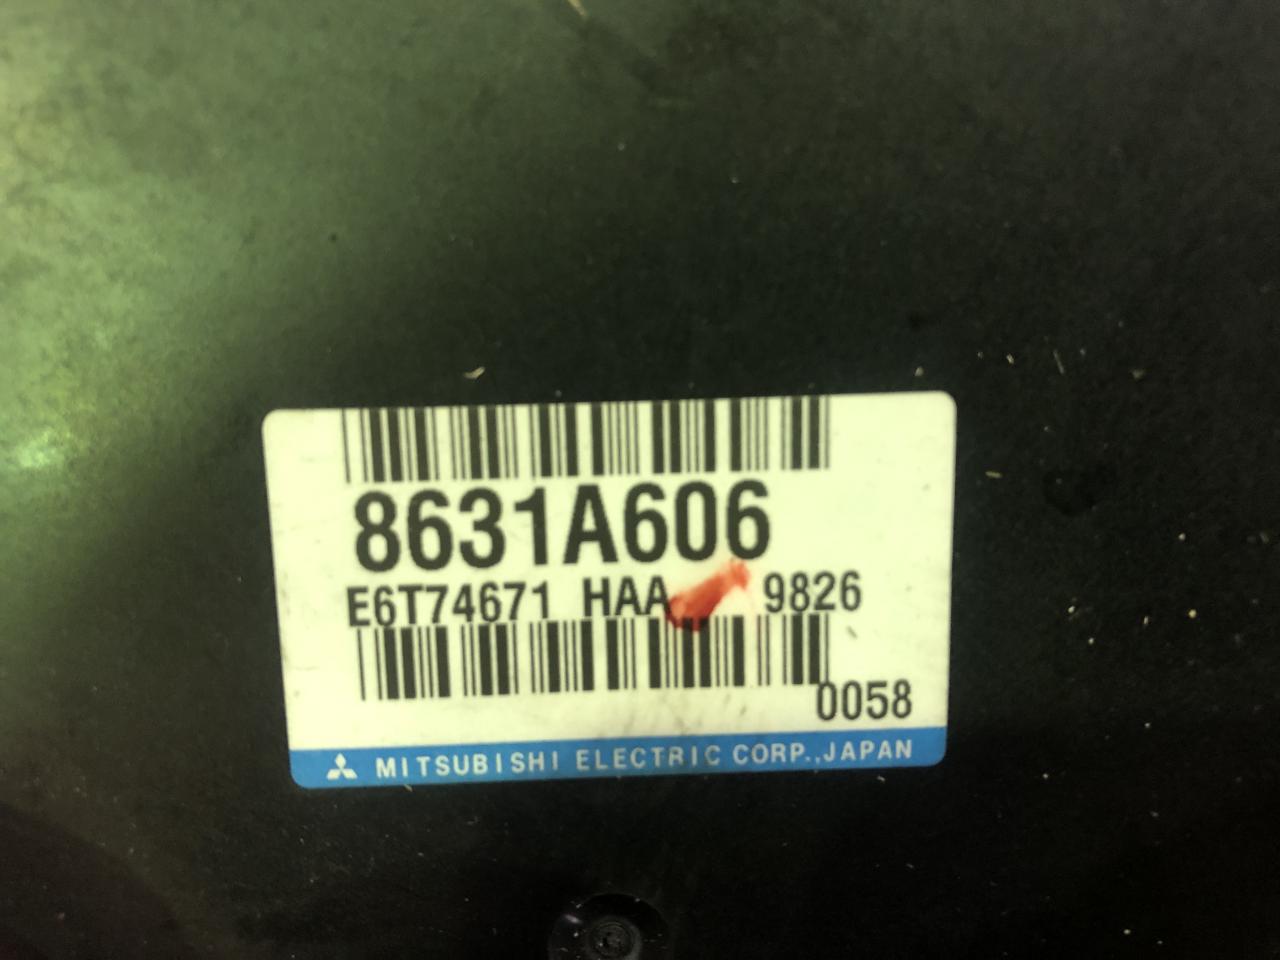 8631A606
E6T74671 HAA 9826
0058
MITSUBISHI ELECTRIC CORP.,JAPAN